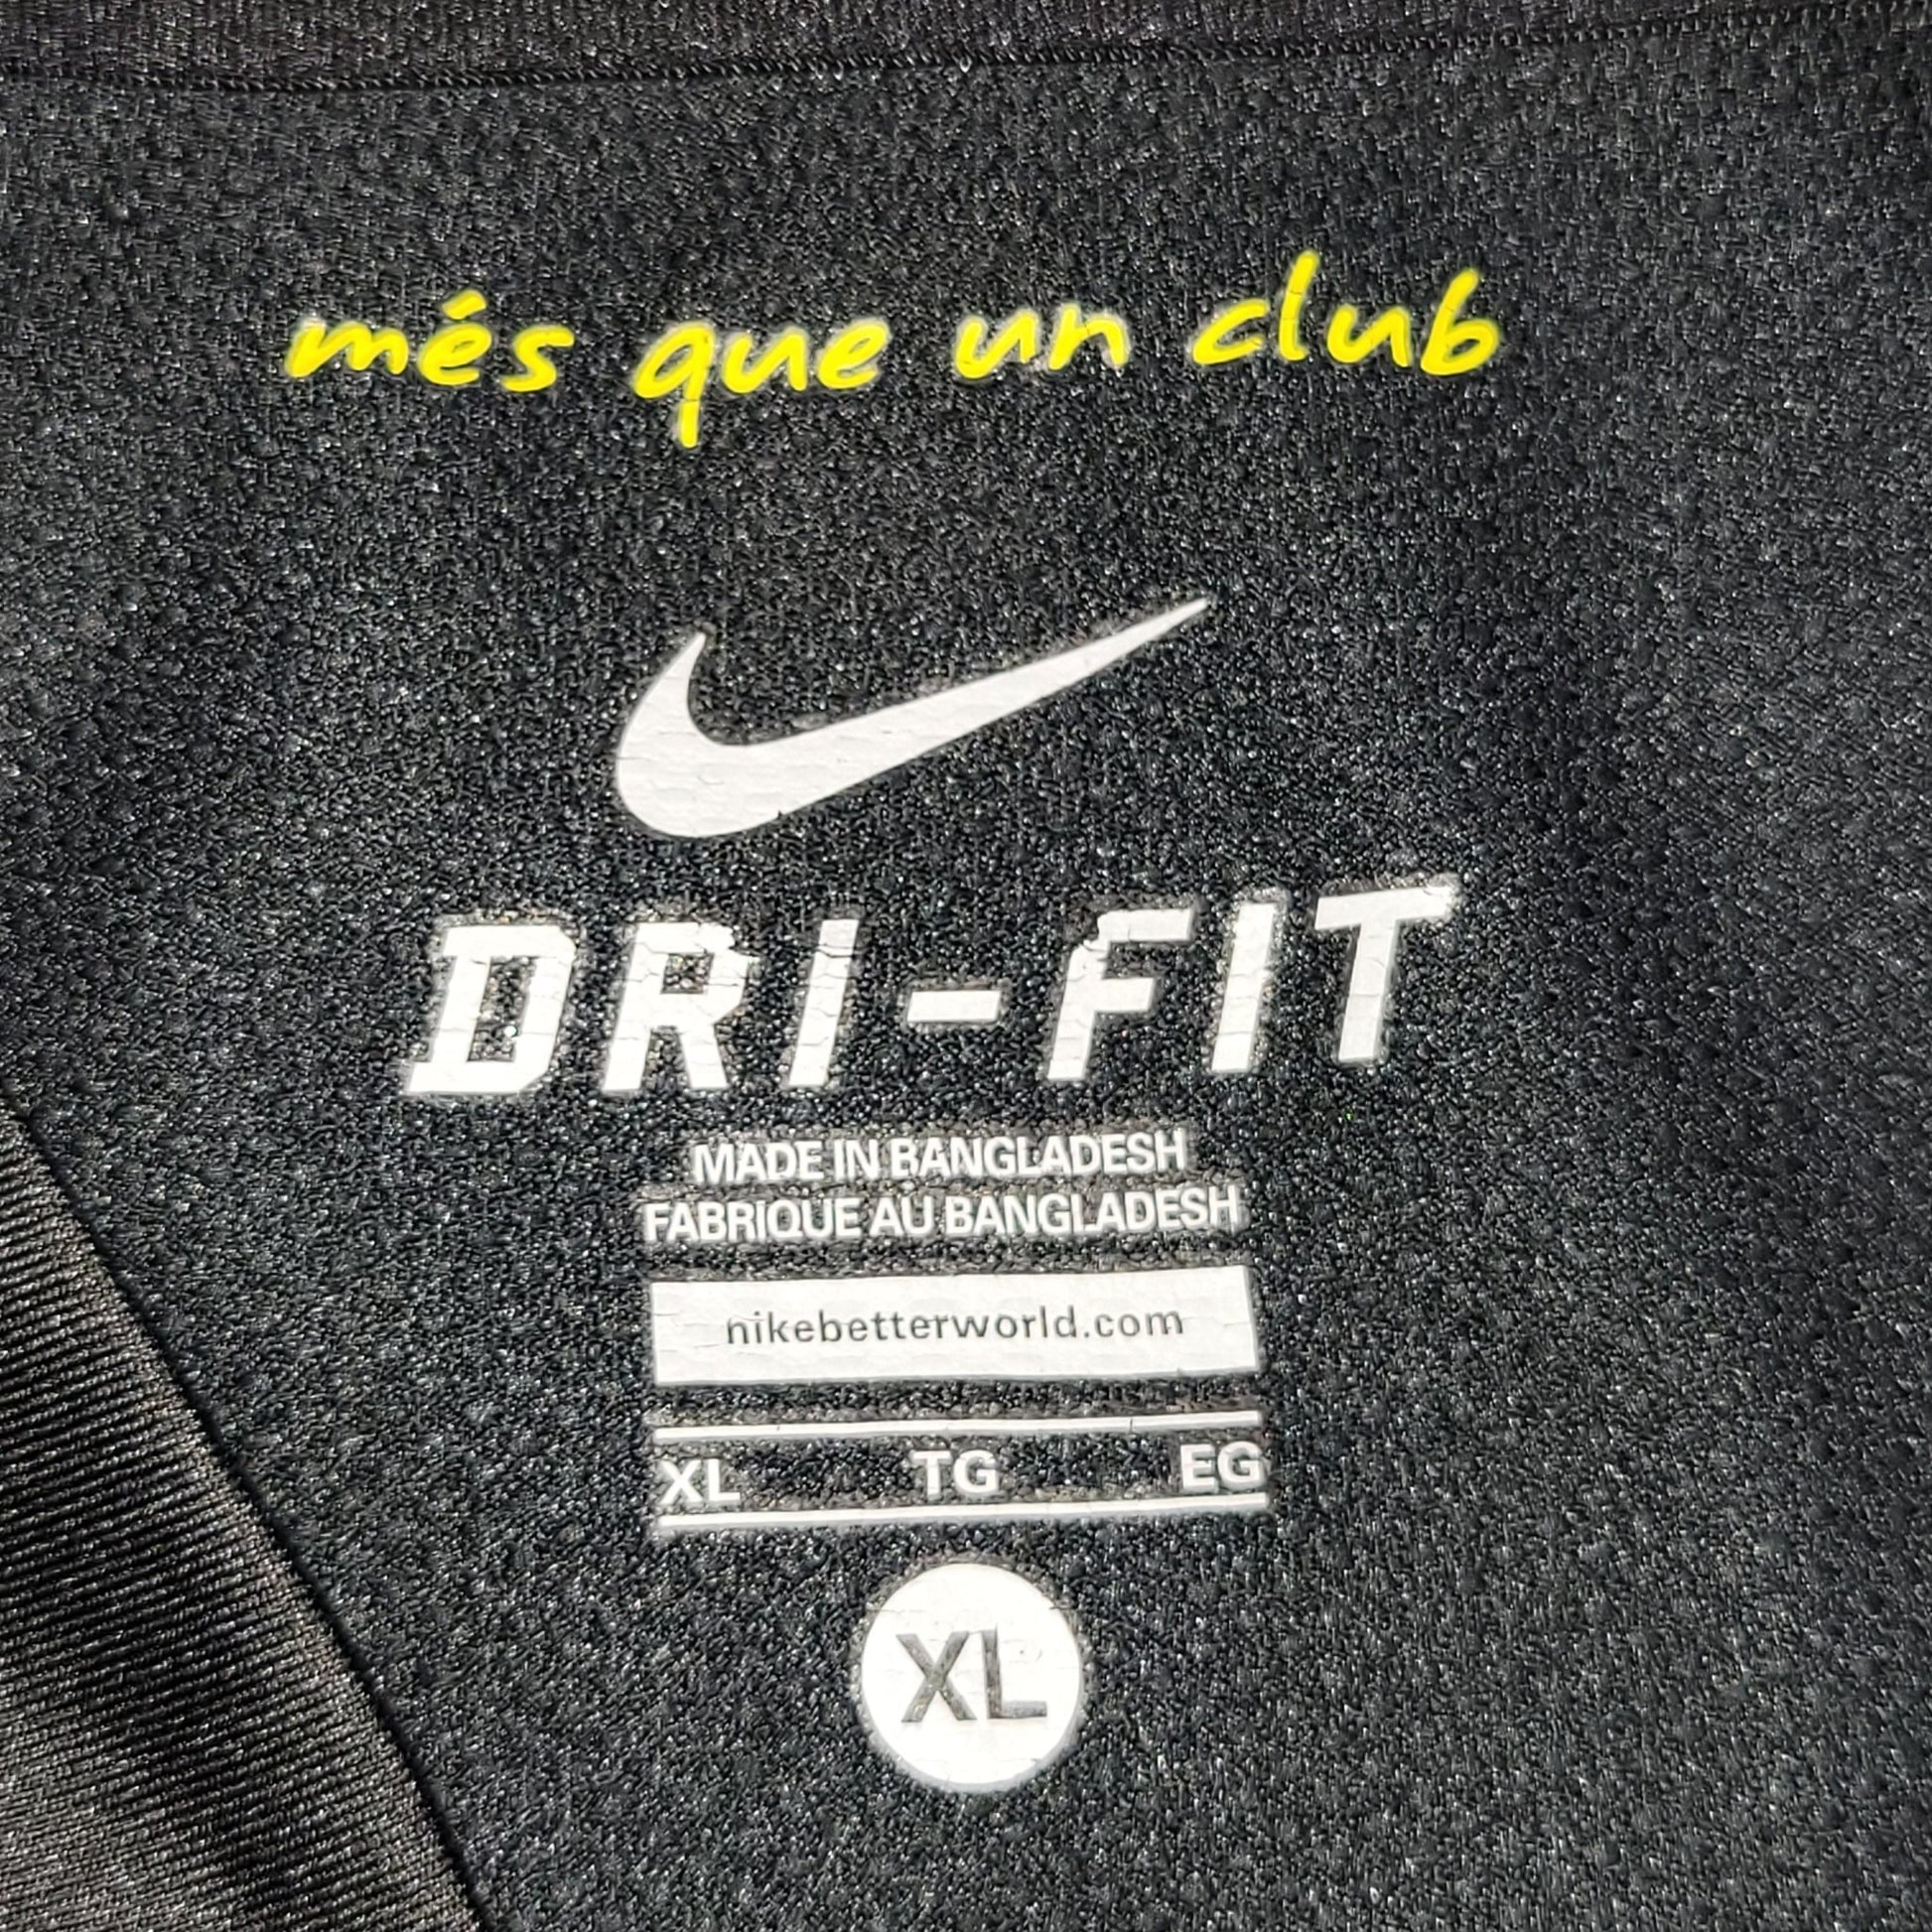 més que un club
DRI-FIT
MADE IN BANGLADESH
FABRIQUE AU BANGLADESH
nikebetterworld.com
XL TG EG
XL